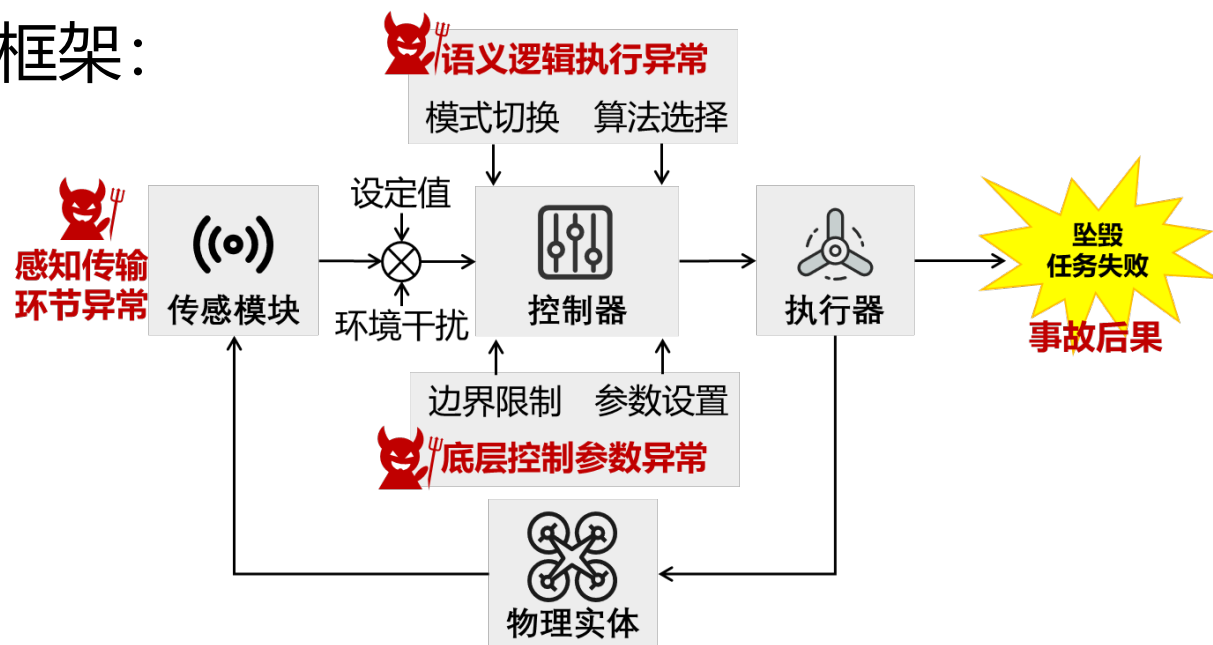 框架：
语义逻辑执行异常
模式切换 算法选择
设定值
感知传输
环节异常
传感模块
环境干扰
控制器
执行器
坠毁
任务失败
事故后果
边界限制 参数设置
底层控制参数异常
物理实体